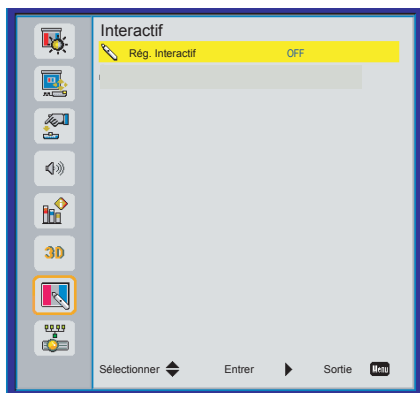 Interactif
Rég. Interactif OFF
3D
Sélectionner Entrer Sortie Menu